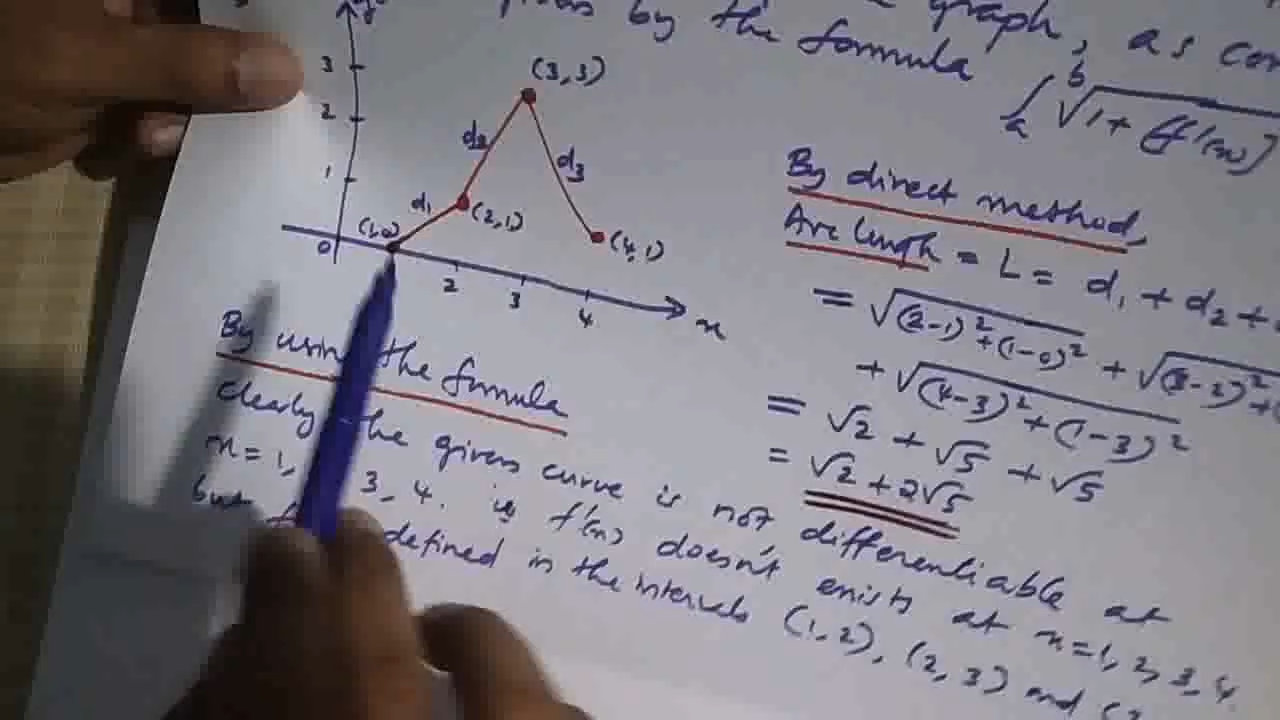 graph, as con
by the formula ∫ₐᵇ √1+(f'(x))
y
3
2
1
0
2
3
4
x
(1,0)
(2,1)
(3,3)
(4,1)
d₁
d₂
d₃
By direct method,
Arc length = L = d₁ + d₂ +
= √(2-1)²+(1-0)² + √(3-2)²+
+ √(4-3)²+(1-3)²
= √2 + √5 + √5
= √2 + 2√5
By using the formula
Clearly the given curve is not differentiable at
x = 1, 3, 4. ie f'(x) doesn't exists at x=1, 2, 3, 4
but defined in the intervals (1, 2), (2, 3) and